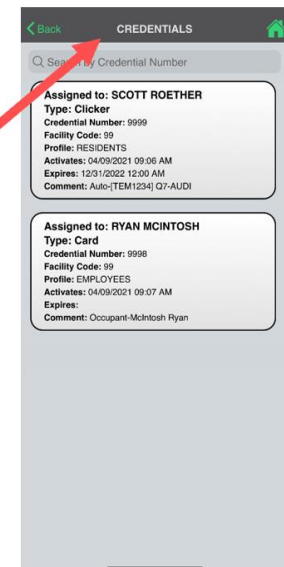 Back CREDENTIALS
Search by Credential Number
Assigned to: SCOTT ROETHER
Type: Clicker
Credential Number: 9999
Facility Code: 99
Profile: RESIDENTS
Activates: 04/09/2021 09:06 AM
Expires: 12/31/2022 12:00 AM
Comment: Auto-[TEM1234] Q7-AUDI
Assigned to: RYAN MCINTOSH
Type: Card
Credential Number: 9998
Facility Code: 99
Profile: EMPLOYEES
Activates: 04/09/2021 09:07 AM
Expires:
Comment: Occupant-McIntosh Ryan